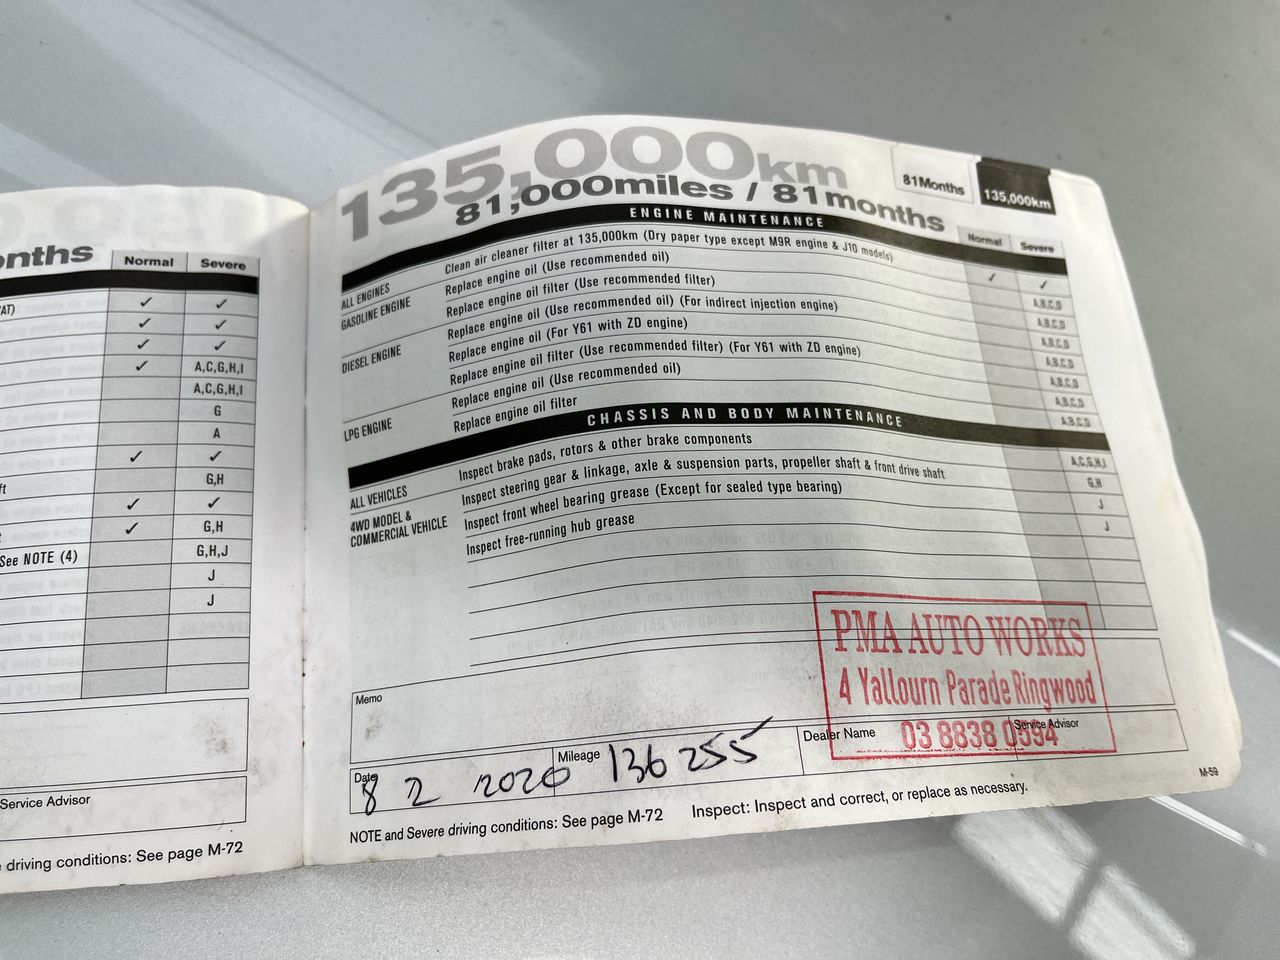 onths
Normal Severe
AT) ✓ ✓
✓ ✓
✓ ✓
✓ A,C,G,H,I
A,C,G,H,I
G
A
✓ ✓
ft G,H
✓ ✓
✓ G,H
See NOTE (4) G,H,J
J
J
Service Advisor
driving conditions: See page M-72
135,000km
81,000miles / 81months
81Months 135,000km
ENGINE MAINTENANCE Normal Severe
ALL ENGINES Clean air cleaner filter at 135,000km (Dry paper type except M9R engine & J10 models) ✓ ✓
GASOLINE ENGINE Replace engine oil (Use recommended oil) A,B,C,D
Replace engine oil filter (Use recommended filter) A,B,C,D
DIESEL ENGINE Replace engine oil (Use recommended oil) (For indirect injection engine) A,B,C,D
Replace engine oil (For Y61 with ZD engine) A,B,C,D
Replace engine oil filter (Use recommended filter) (For Y61 with ZD engine) A,B,C,D
LPG ENGINE Replace engine oil (Use recommended oil) A,B,C,D
Replace engine oil filter A,B,C,D
CHASSIS AND BODY MAINTENANCE
ALL VEHICLES Inspect brake pads, rotors & other brake components A,C,G,H,I
4WD MODEL & COMMERCIAL VEHICLE Inspect steering gear & linkage, axle & suspension parts, propeller shaft & front drive shaft G,H
Inspect front wheel bearing grease (Except for sealed type bearing) J
Inspect free-running hub grease J
PMA AUTO WORKS
4 Yallourn Parade Ringwood
03 8838 0594
Memo
Date 8 2 2020 Mileage 136 255 Dealer Name Service Advisor
NOTE and Severe driving conditions: See page M-72 Inspect: Inspect and correct, or replace as necessary.
M-59